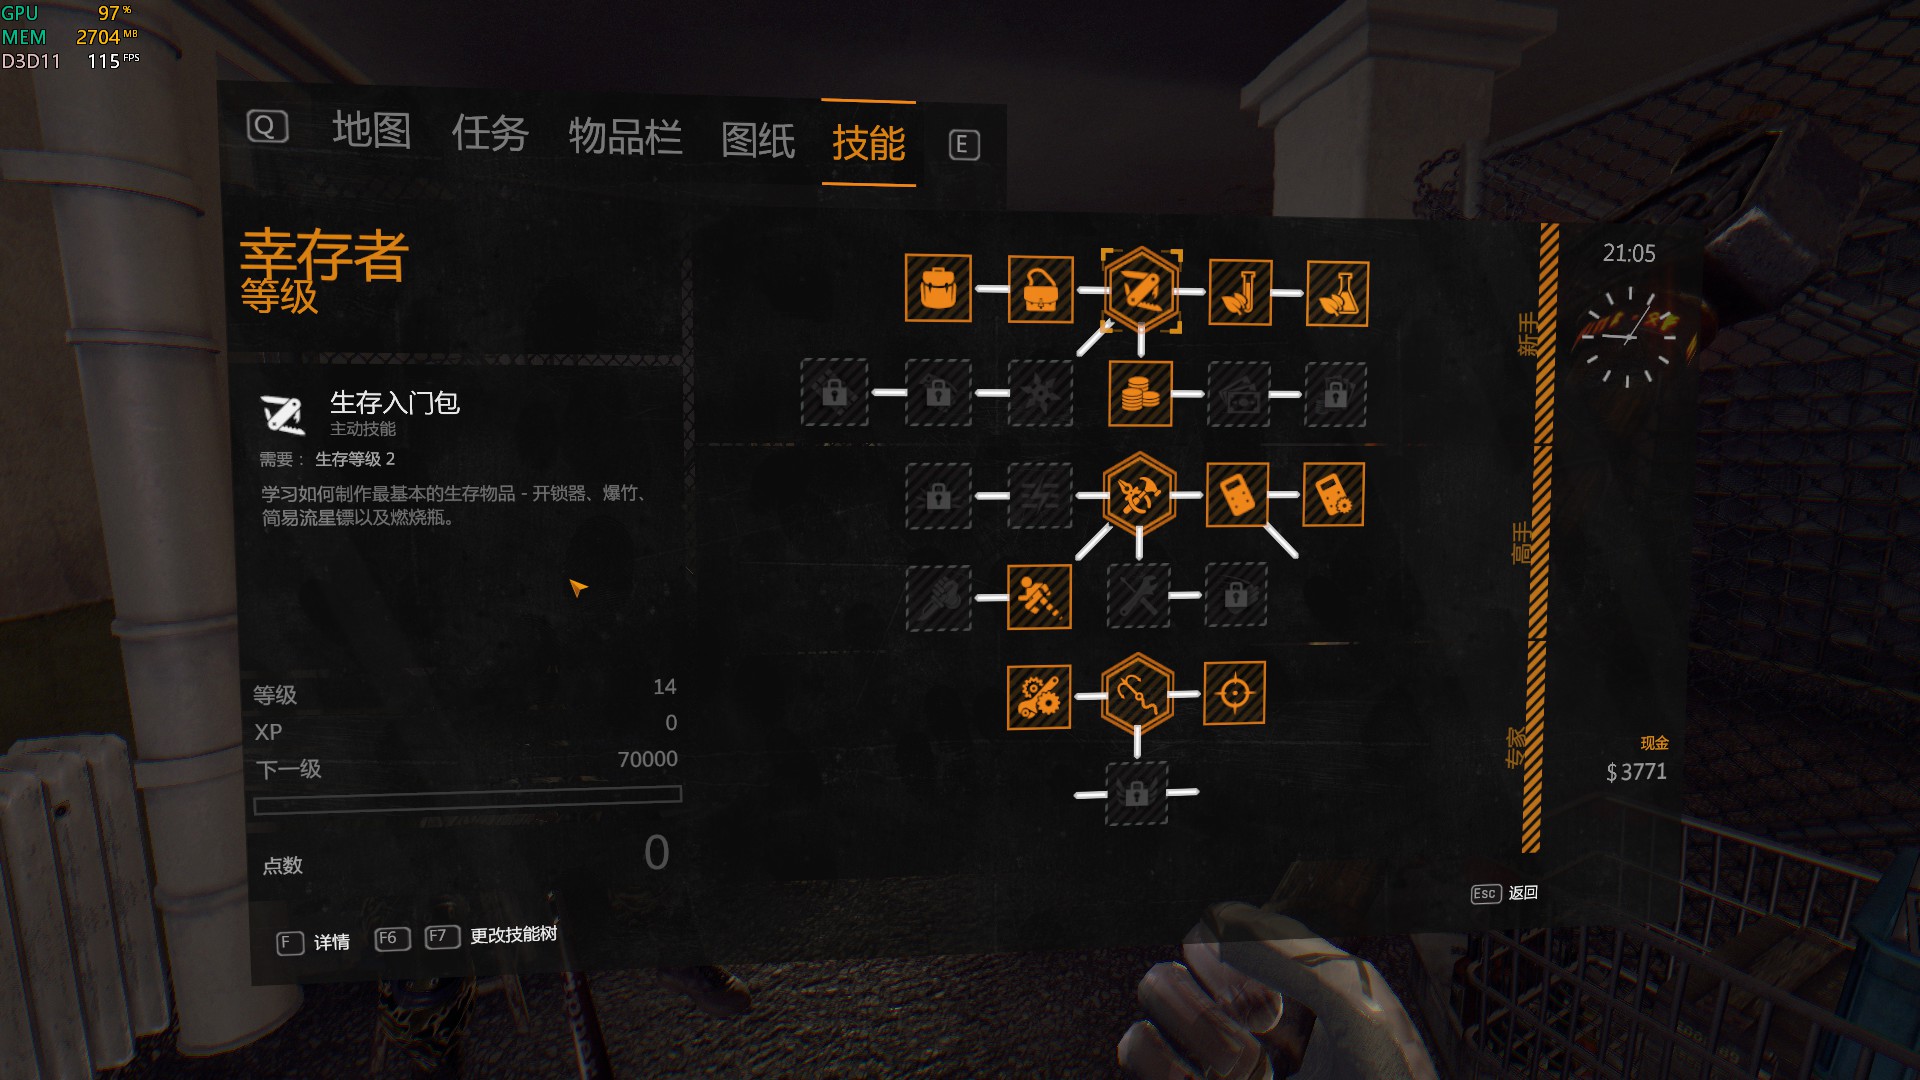 GPU 97 %
MEM 2704 MB
D3D11 115 FPS
Q 地图 任务 物品栏 图纸 技能 E
幸存者
等级
生存入门包
主动技能
需要： 生存等级 2
学习如何制作最基本的生存物品 - 开锁器、爆竹、
简易流星镖以及燃烧瓶。
等级 14
XP 0
下一级 70000
点数 0
F 详情 F6 F7 更改技能树
新手
高手
专家
21:05
现金
$3771
Esc 返回